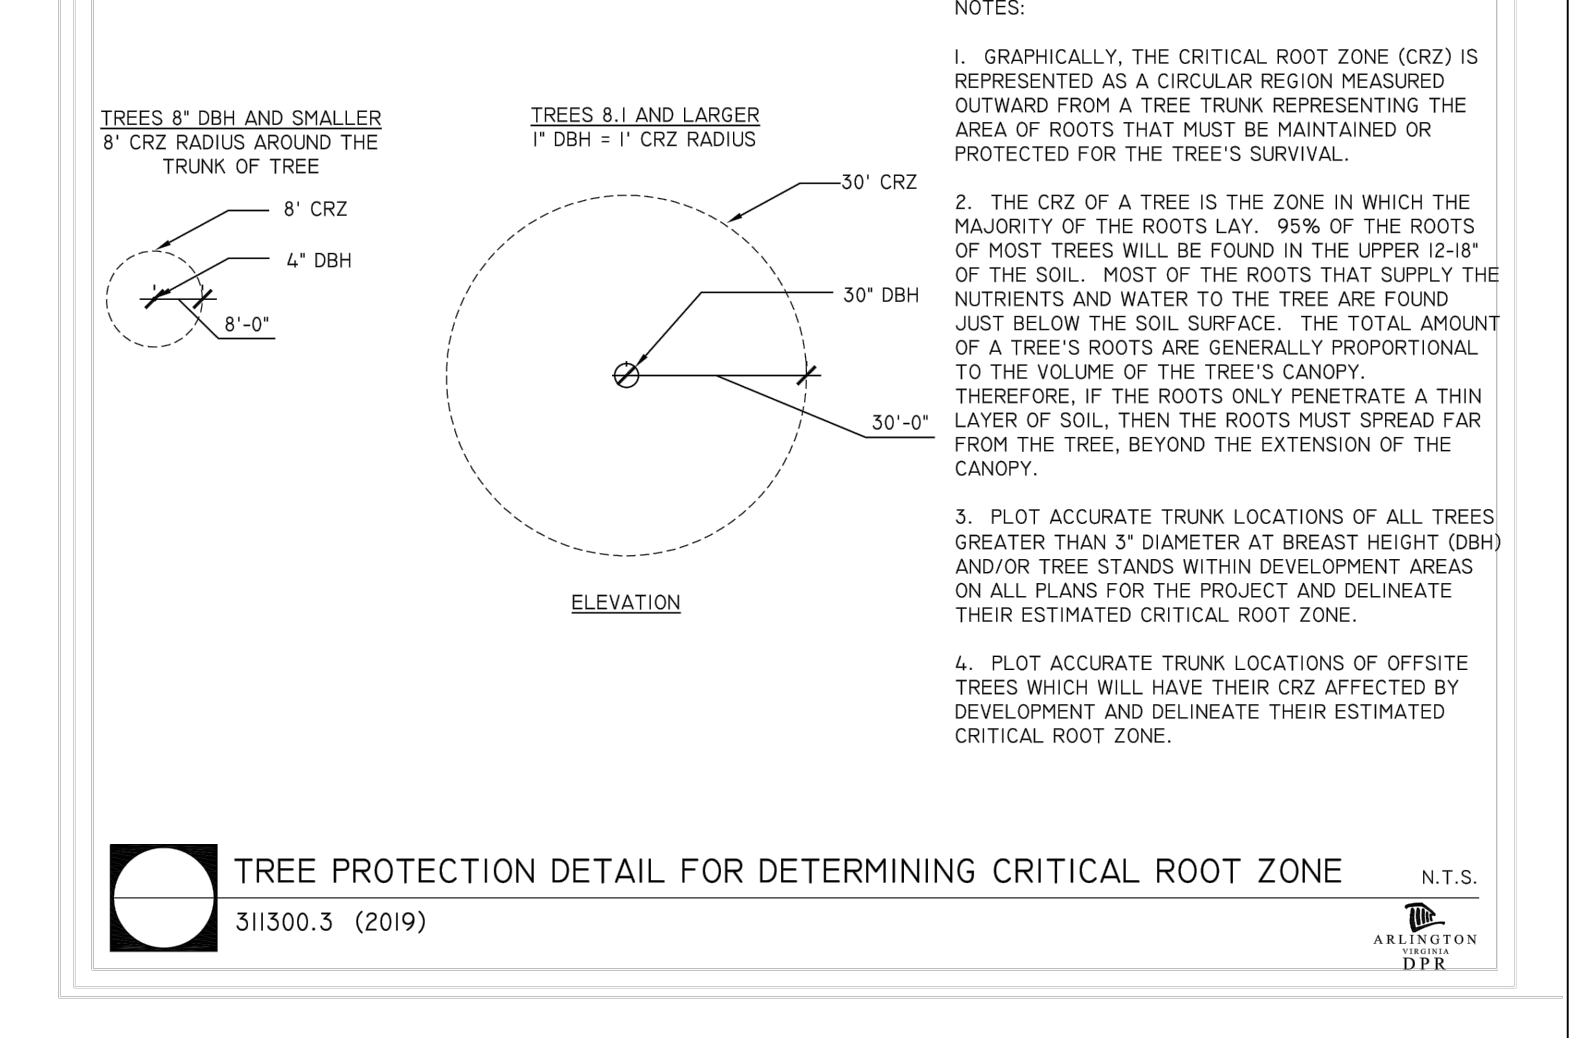 NOTES:
1. GRAPHICALLY, THE CRITICAL ROOT ZONE (CRZ) IS
REPRESENTED AS A CIRCULAR REGION MEASURED
OUTWARD FROM A TREE TRUNK REPRESENTING THE
AREA OF ROOTS THAT MUST BE MAINTAINED OR
PROTECTED FOR THE TREE'S SURVIVAL.
2. THE CRZ OF A TREE IS THE ZONE IN WHICH THE
MAJORITY OF THE ROOTS LAY. 95% OF THE ROOTS
OF MOST TREES WILL BE FOUND IN THE UPPER 12-18"
OF THE SOIL. MOST OF THE ROOTS THAT SUPPLY THE
NUTRIENTS AND WATER TO THE TREE ARE FOUND
JUST BELOW THE SOIL SURFACE. THE TOTAL AMOUNT
OF A TREE'S ROOTS ARE GENERALLY PROPORTIONAL
TO THE VOLUME OF THE TREE'S CANOPY.
THEREFORE, IF THE ROOTS ONLY PENETRATE A THIN
LAYER OF SOIL, THEN THE ROOTS MUST SPREAD FAR
FROM THE TREE, BEYOND THE EXTENSION OF THE
CANOPY.
3. PLOT ACCURATE TRUNK LOCATIONS OF ALL TREES
GREATER THAN 3" DIAMETER AT BREAST HEIGHT (DBH)
AND/OR TREE STANDS WITHIN DEVELOPMENT AREAS
ON ALL PLANS FOR THE PROJECT AND DELINEATE
THEIR ESTIMATED CRITICAL ROOT ZONE.
4. PLOT ACCURATE TRUNK LOCATIONS OF OFFSITE
TREES WHICH WILL HAVE THEIR CRZ AFFECTED BY
DEVELOPMENT AND DELINEATE THEIR ESTIMATED
CRITICAL ROOT ZONE.
TREES 8" DBH AND SMALLER
8' CRZ RADIUS AROUND THE
TRUNK OF TREE
8' CRZ
4" DBH
8'-0"
TREES 8.1 AND LARGER
1" DBH = 1' CRZ RADIUS
30' CRZ
30" DBH
30'-0"
ELEVATION
TREE PROTECTION DETAIL FOR DETERMINING CRITICAL ROOT ZONE
N.T.S.
311300.3 (2019)
ARLINGTON
VIRGINIA
DPR